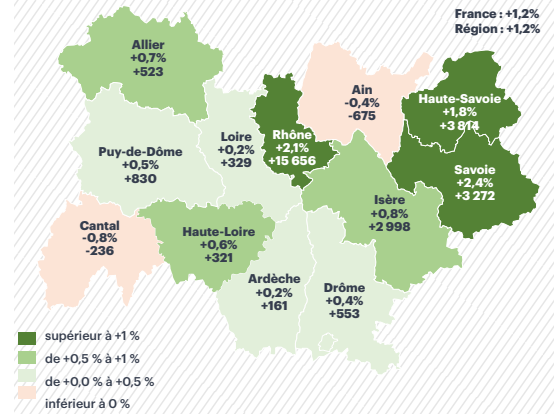 France : +1,2%
Région : +1,2%
Allier
+0,7%
+523
Ain
-0,4%
-675
Haute-Savoie
+1,8%
+3 814
Loire
+0,2%
+329
Rhône
+2,1%
+15 656
Puy-de-Dôme
+0,5%
+830
Savoie
+2,4%
+3 272
Isère
+0,8%
+2 998
Cantal
-0,8%
-236
Haute-Loire
+0,6%
+321
Ardèche
+0,2%
+161
Drôme
+0,4%
+553
supérieur à +1 %
de +0,5 % à +1 %
de +0,0 % à +0,5 %
inférieur à 0 %